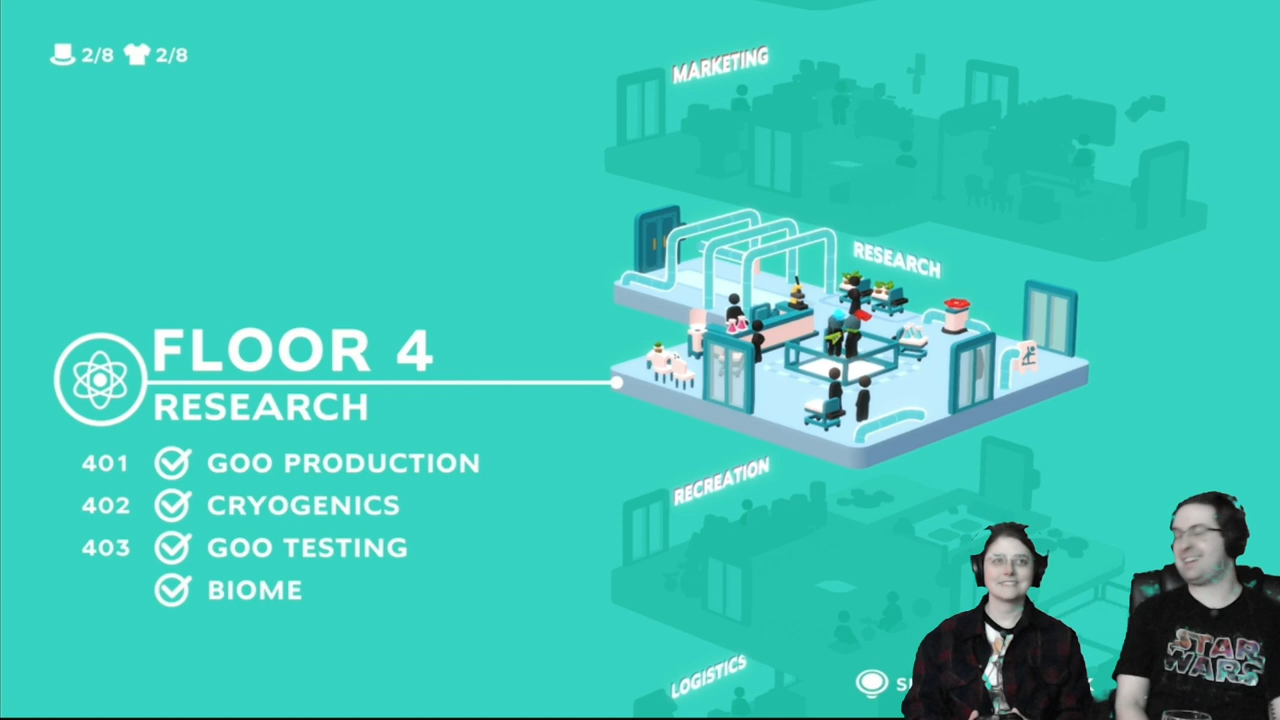 2/8 2/8
MARKETING
RESEARCH
FLOOR 4
RESEARCH
401 GOO PRODUCTION
402 CRYOGENICS
403 GOO TESTING
BIOME
RECREATION
LOGISTICS
STAR
WARS